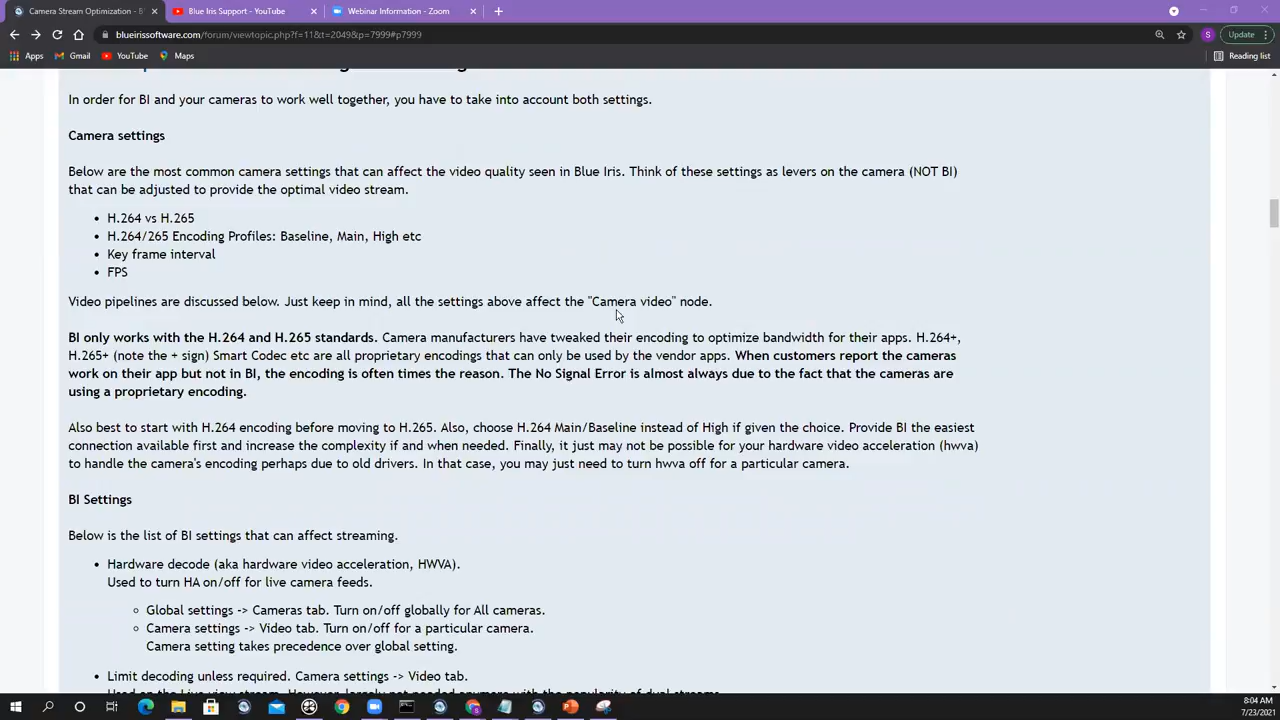 Camera Stream Optimization - Bl
Blue Iris Support - YouTube
Webinar Information - Zoom
blueirissoftware.com/forum/viewtopic.php?f=11&t=2049&p=7999#p7999
S
Update
Apps
Gmail
YouTube
Maps
Reading list
In order for BI and your cameras to work well together, you have to take into account both settings.
Camera settings
Below are the most common camera settings that can affect the video quality seen in Blue Iris. Think of these settings as levers on the camera (NOT BI)
that can be adjusted to provide the optimal video stream.
• H.264 vs H.265
• H.264/265 Encoding Profiles: Baseline, Main, High etc
• Key frame interval
• FPS
Video pipelines are discussed below. Just keep in mind, all the settings above affect the "Camera video" node.
BI only works with the H.264 and H.265 standards. Camera manufacturers have tweaked their encoding to optimize bandwidth for their apps. H.264+,
H.265+ (note the + sign) Smart Codec etc are all proprietary encodings that can only be used by the vendor apps. When customers report the cameras
work on their app but not in BI, the encoding is often times the reason. The No Signal Error is almost always due to the fact that the cameras are
using a proprietary encoding.
Also best to start with H.264 encoding before moving to H.265. Also, choose H.264 Main/Baseline instead of High if given the choice. Provide BI the easiest
connection available first and increase the complexity if and when needed. Finally, it just may not be possible for your hardware video acceleration (hwva)
to handle the camera's encoding perhaps due to old drivers. In that case, you may just need to turn hwva off for a particular camera.
BI Settings
Below is the list of BI settings that can affect streaming.
• Hardware decode (aka hardware video acceleration, HWVA).
Used to turn HA on/off for live camera feeds.
◦ Global settings -> Cameras tab. Turn on/off globally for All cameras.
◦ Camera settings -> Video tab. Turn on/off for a particular camera.
Camera setting takes precedence over global setting.
• Limit decoding unless required. Camera settings -> Video tab.
Used on the Live view stream. However, largely not needed anymore with the popularity of dual streams.
8:04 AM
7/23/2021